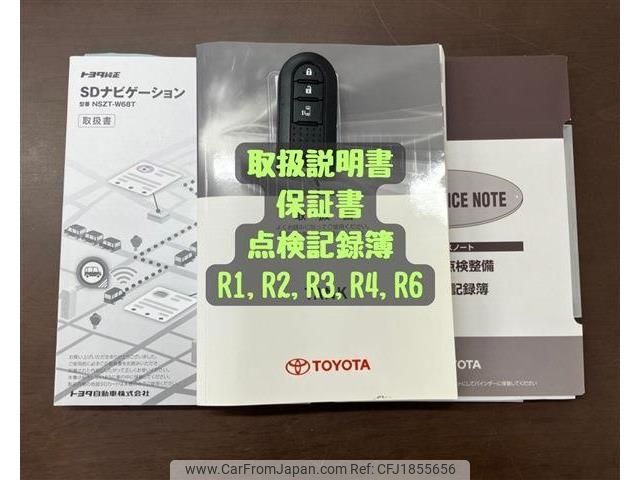 トヨタ純正
SDナビゲーション
型番 NSZT-W68T
取扱書
トヨタ自動車株式会社
取扱説明書
保証書
点検記録簿
R1, R2, R3, R4, R6
TOYOTA
ICE NOTE
ノート
点検整備
記録簿
YOTA
www.CarFromJapan.com Ref No.CFJ1855656